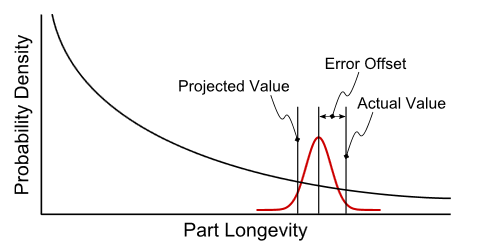 Error Offset
Projected Value
Actual Value
Probability Density
Part Longevity